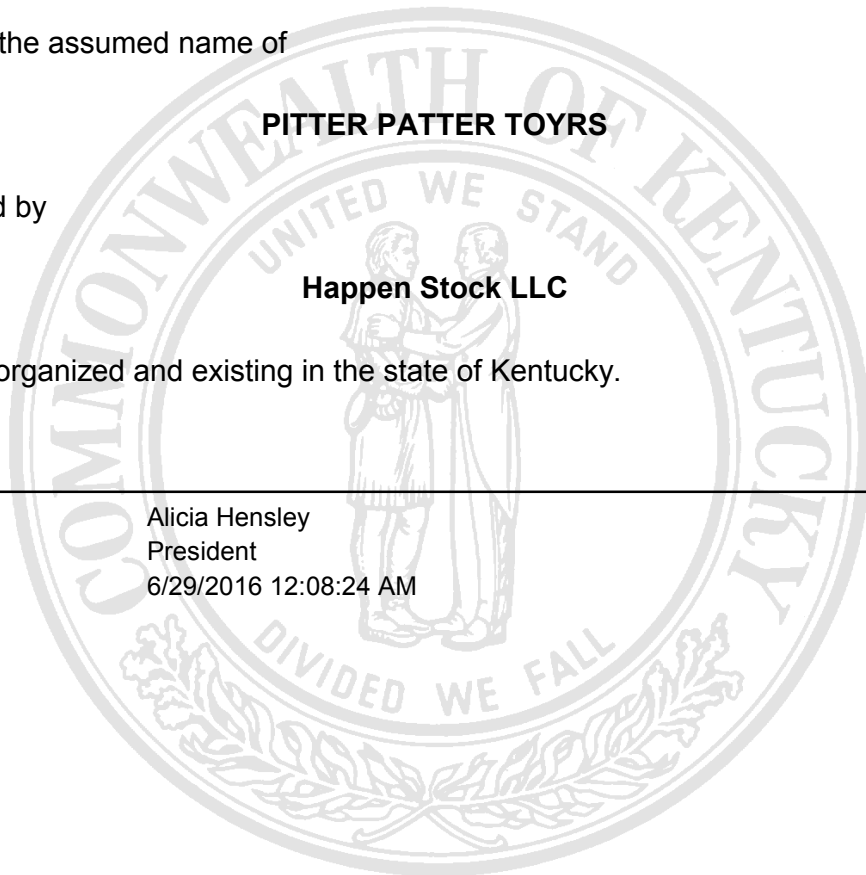 the assumed name of
PITTER PATTER TOYRS
d by
Happen Stock LLC
organized and existing in the state of Kentucky.
Alicia Hensley
President
6/29/2016 12:08:24 AM
COMMONWEALTH OF KENTUCKY
UNITED WE STAND
DIVIDED WE FALL